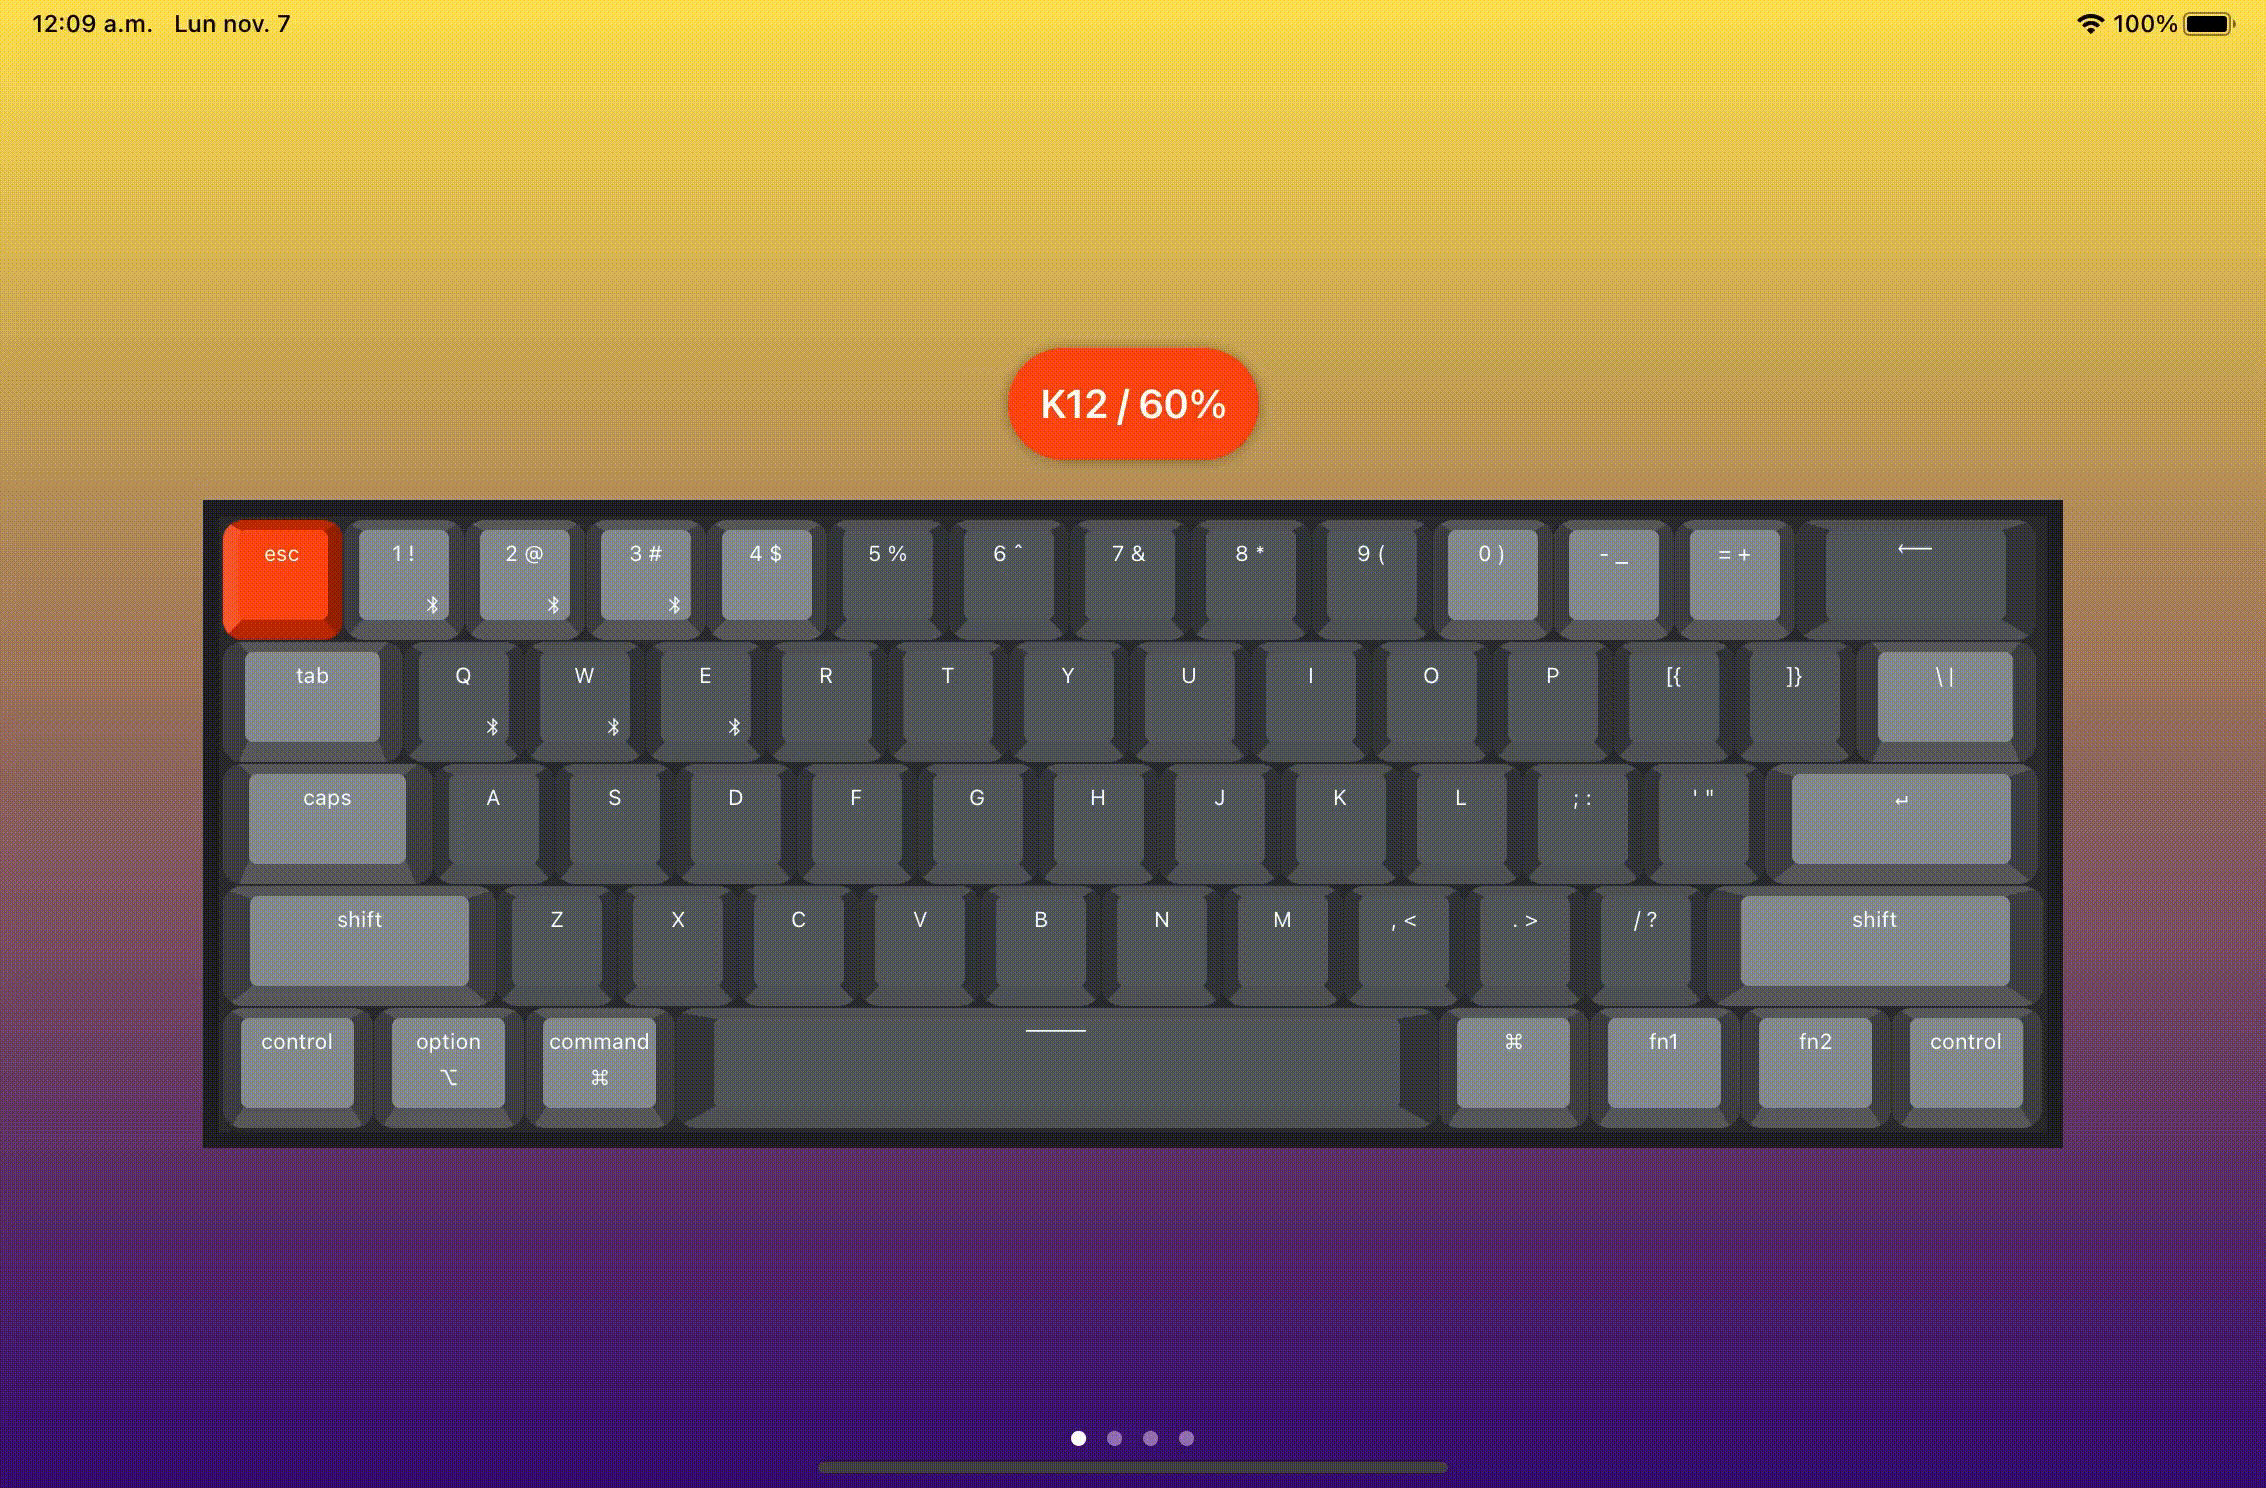 12:09 a.m. Lun nov. 7 100%
K12 / 60%
esc 1 ! 2 @ 3 # 4 $ 5 % 6 ^ 7 & 8 * 9 ( 0 ) - _ = + ⟵
tab Q W E R T Y U I O P [{ ]} \ |
caps A S D F G H J K L ; : ' " ↵
shift Z X C V B N M , < . > / ? shift
control option command ⌘ fn1 fn2 control
⌥ ⌘